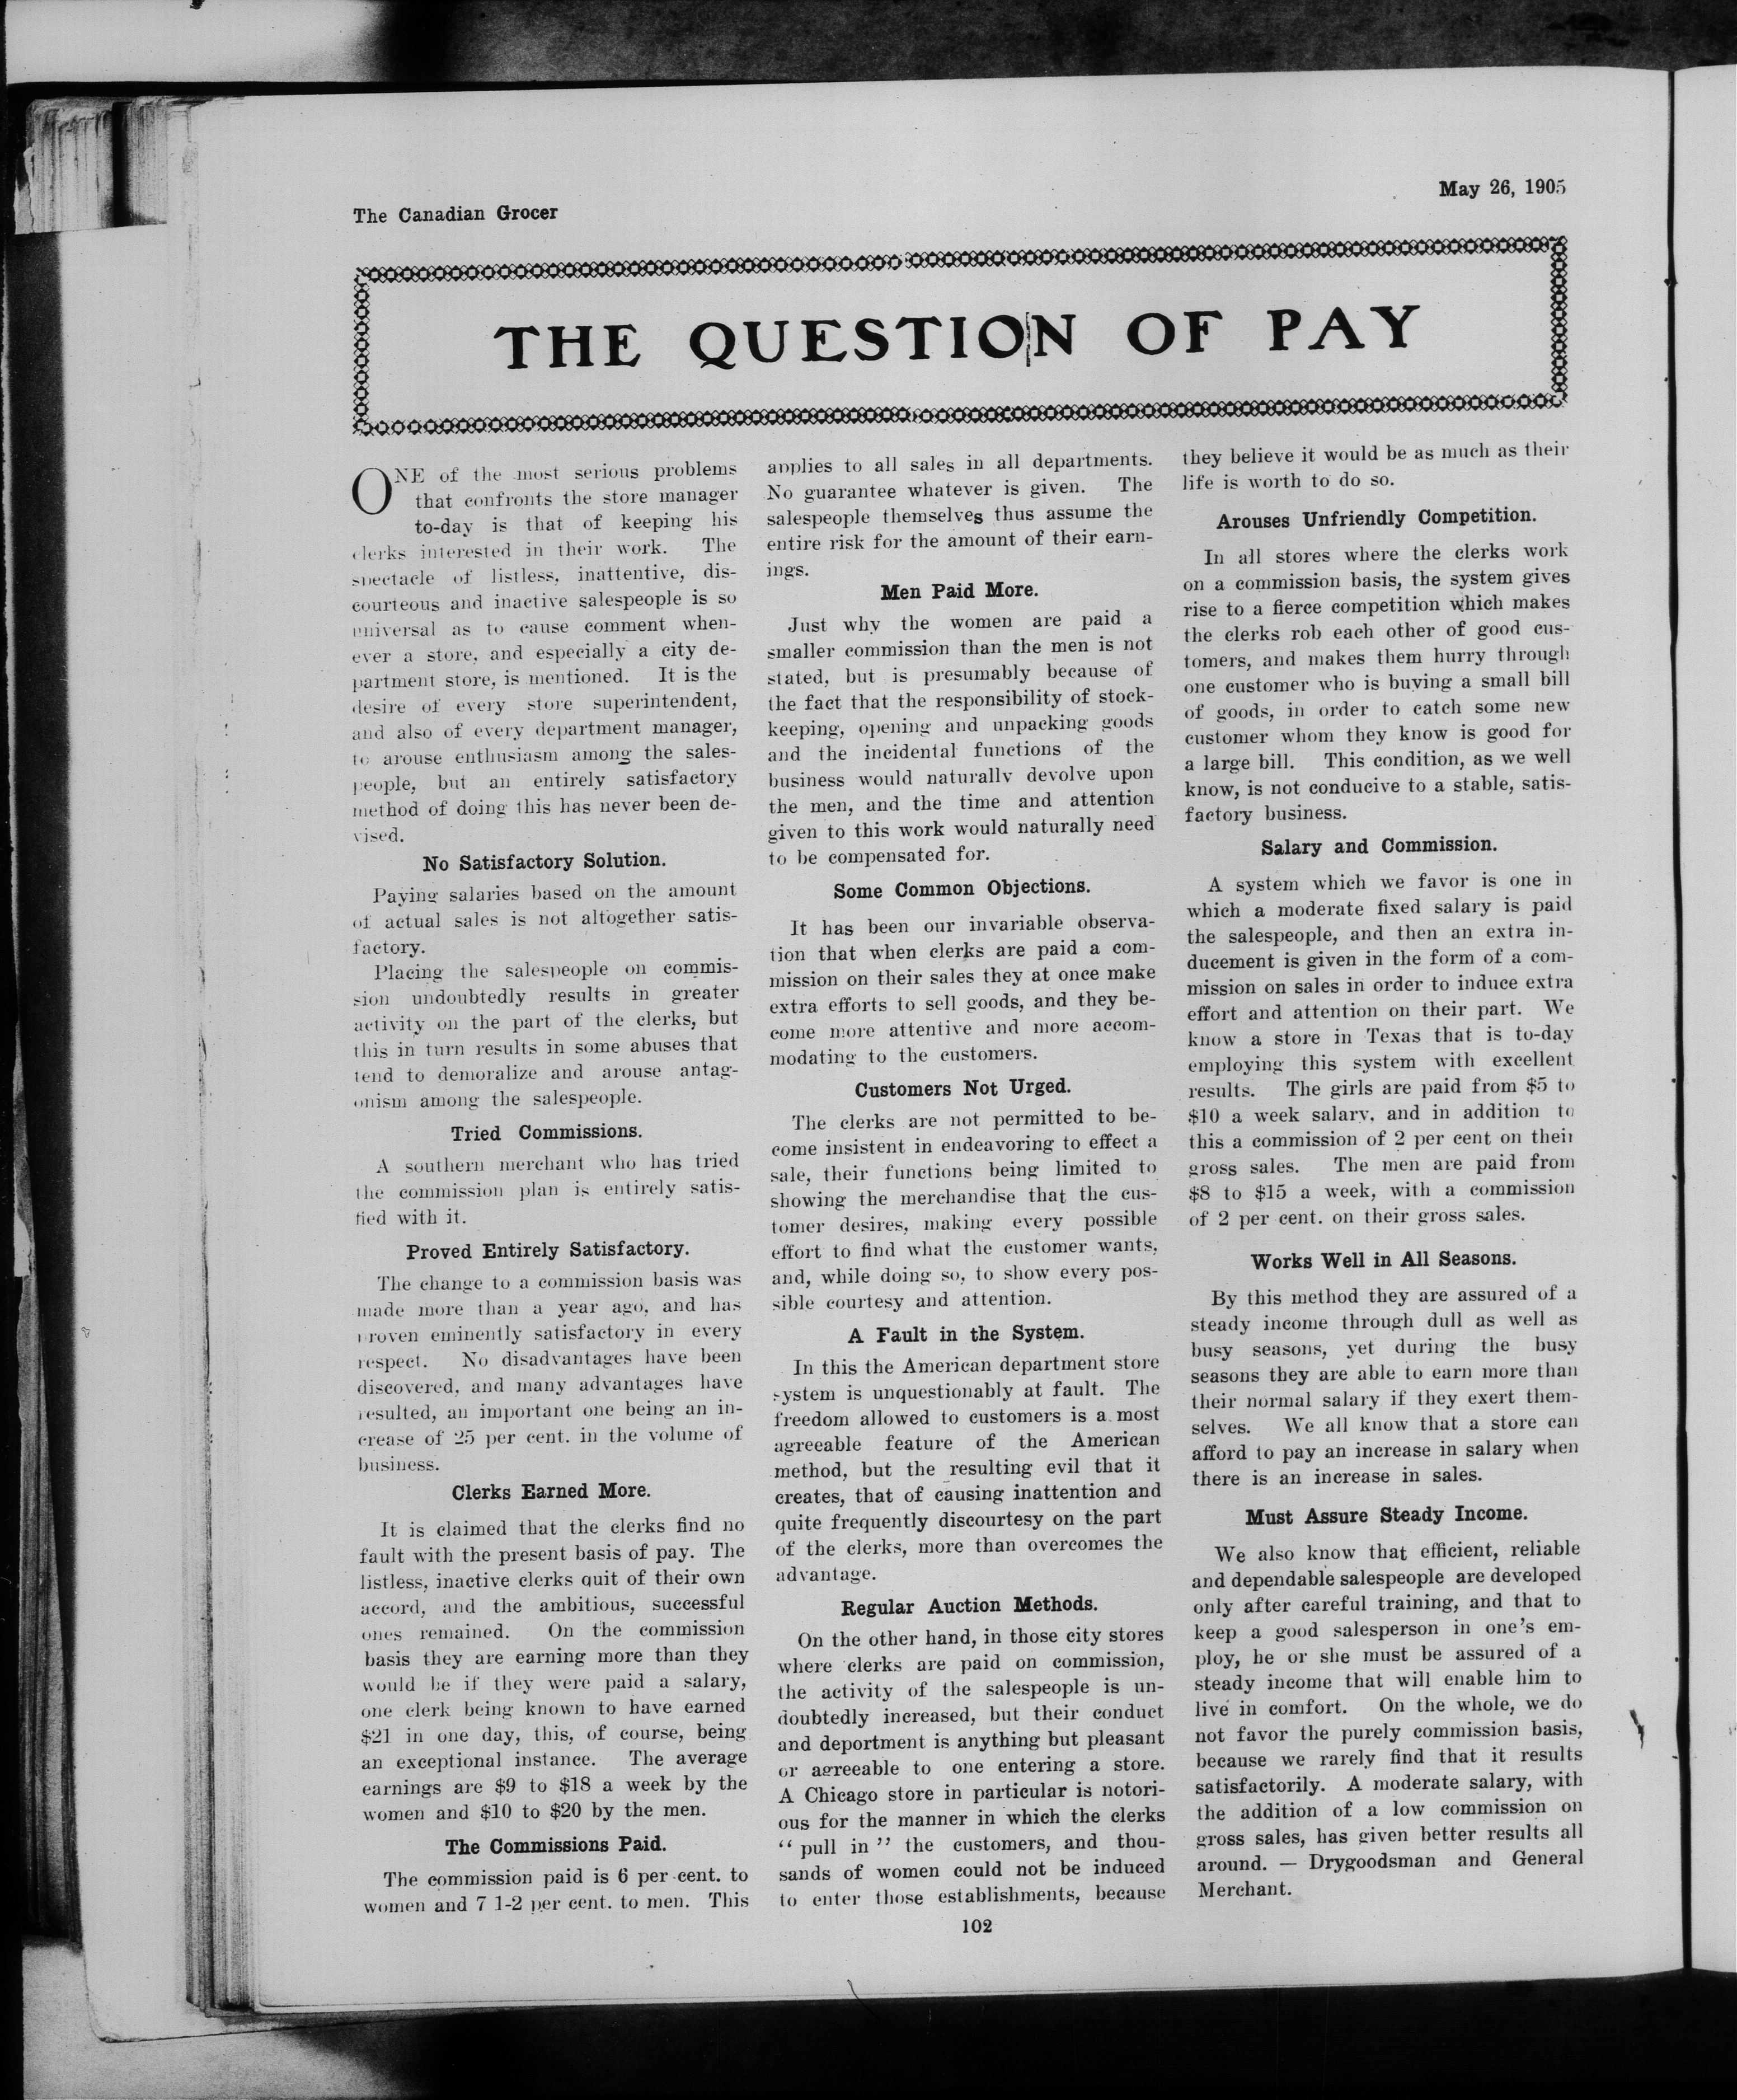 The Canadian Grocer
May 26, 1905
THE QUESTION OF PAY
ONE of the most serious problems
that confronts the store manager
to-day is that of keeping his
clerks interested in their work. The
spectacle of listless, inattentive, dis-
courteous and inactive salespeople is so
universal as to cause comment when-
ever a store, and especially a city de-
partment store, is mentioned. It is the
desire of every store superintendent,
and also of every department manager,
to arouse enthusiasm among the sales-
people, but an entirely satisfactory
method of doing this has never been de-
vised.
No Satisfactory Solution.
Paying salaries based on the amount
of actual sales is not altogether satis-
factory.
Placing the salespeople on commis-
sion undoubtedly results in greater
activity on the part of the clerks, but
this in turn results in some abuses that
tend to demoralize and arouse antag-
onism among the salespeople.
Tried Commissions.
A southern merchant who has tried
the commission plan is entirely satis-
fied with it.
Proved Entirely Satisfactory.
The change to a commission basis was
made more than a year ago, and has
proven eminently satisfactory in every
respect. No disadvantages have been
discovered, and many advantages have
resulted, an important one being an in-
crease of 25 per cent. in the volume of
business.
Clerks Earned More.
It is claimed that the clerks find no
fault with the present basis of pay. The
listless, inactive clerks quit of their own
accord, and the ambitious, successful
ones remained. On the commission
basis they are earning more than they
would be if they were paid a salary,
one clerk being known to have earned
$21 in one day, this, of course, being
an exceptional instance. The average
earnings are $9 to $18 a week by the
women and $10 to $20 by the men.
The Commissions Paid.
The commission paid is 6 per cent. to
women and 7 1-2 per cent. to men. This
applies to all sales in all departments.
No guarantee whatever is given. The
salespeople themselves thus assume the
entire risk for the amount of their earn-
ings.
Men Paid More.
Just why the women are paid a
smaller commission than the men is not
stated, but is presumably because of
the fact that the responsibility of stock-
keeping, opening and unpacking goods
and the incidental functions of the
business would naturally devolve upon
the men, and the time and attention
given to this work would naturally need
to be compensated for.
Some Common Objections.
It has been our invariable observa-
tion that when clerks are paid a com-
mission on their sales they at once make
extra efforts to sell goods, and they be-
come more attentive and more accom-
modating to the customers.
Customers Not Urged.
The clerks are not permitted to be-
come insistent in endeavoring to effect a
sale, their functions being limited to
showing the merchandise that the cus-
tomer desires, making every possible
effort to find what the customer wants,
and, while doing so, to show every pos-
sible courtesy and attention.
A Fault in the System.
In this the American department store
system is unquestionably at fault. The
freedom allowed to customers is a most
agreeable feature of the American
method, but the resulting evil that it
creates, that of causing inattention and
quite frequently discourtesy on the part
of the clerks, more than overcomes the
advantage.
Regular Auction Methods.
On the other hand, in those city stores
where clerks are paid on commission,
the activity of the salespeople is un-
doubtedly increased, but their conduct
and deportment is anything but pleasant
or agreeable to one entering a store.
A Chicago store in particular is notori-
ous for the manner in which the clerks
" pull in " the customers, and thou-
sands of women could not be induced
to enter those establishments, because
they believe it would be as much as their
life is worth to do so.
Arouses Unfriendly Competition.
In all stores where the clerks work
on a commission basis, the system gives
rise to a fierce competition which makes
the clerks rob each other of good cus-
tomers, and makes them hurry through
one customer who is buying a small bill
of goods, in order to catch some new
customer whom they know is good for
a large bill. This condition, as we well
know, is not conducive to a stable, satis-
factory business.
Salary and Commission.
A system which we favor is one in
which a moderate fixed salary is paid
the salespeople, and then an extra in-
ducement is given in the form of a com-
mission on sales in order to induce extra
effort and attention on their part. We
know a store in Texas that is to-day
employing this system with excellent
results. The girls are paid from $5 to
$10 a week salary, and in addition to
this a commission of 2 per cent on their
gross sales. The men are paid from
$8 to $15 a week, with a commission
of 2 per cent. on their gross sales.
Works Well in All Seasons.
By this method they are assured of a
steady income through dull as well as
busy seasons, yet during the busy
seasons they are able to earn more than
their normal salary if they exert them-
selves. We all know that a store can
afford to pay an increase in salary when
there is an increase in sales.
Must Assure Steady Income.
We also know that efficient, reliable
and dependable salespeople are developed
only after careful training, and that to
keep a good salesperson in one's em-
ploy, he or she must be assured of a
steady income that will enable him to
live in comfort. On the whole, we do
not favor the purely commission basis,
because we rarely find that it results
satisfactorily. A moderate salary, with
the addition of a low commission on
gross sales, has given better results all
around. — Drygoodsman and General
Merchant.
102